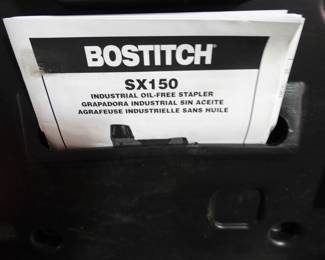 BOSTITCH®
SX150
INDUSTRIAL OIL-FREE STAPLER
GRAPADORA INDUSTRIAL SIN ACEITE
AGRAFEUSE INDUSTRIELLE SANS HUILE